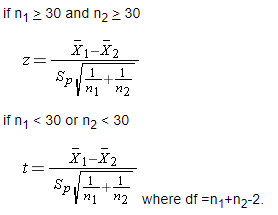 if n₁ ≥ 30 and n₂ ≥ 30
z = (X̄₁ − X̄₂) / (Sₚ√(1/n₁ + 1/n₂))
if n₁ < 30 or n₂ < 30
t = (X̄₁ − X̄₂) / (Sₚ√(1/n₁ + 1/n₂)) where df =n₁+n₂-2.